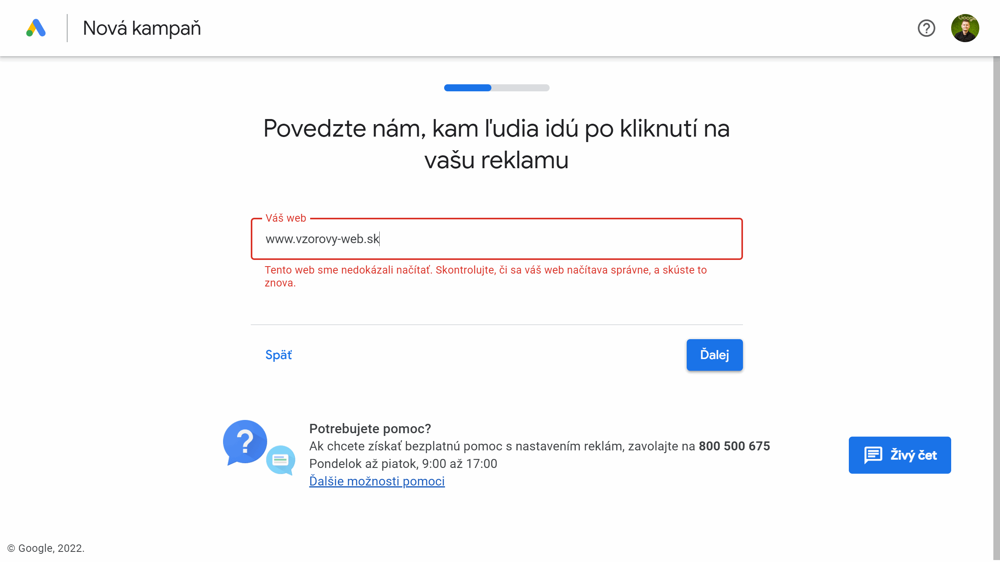 Nová kampaň
Google
Povedzte nám, kam ľudia idú po kliknutí na
vašu reklamu
Váš web
www.vzorovy-web.sk
Tento web sme nedokázali načítať. Skontrolujte, či sa váš web načítava správne, a skúste to
znova.
Späť
Ďalej
Potrebujete pomoc?
Ak chcete získať bezplatnú pomoc s nastavením reklám, zavolajte na 800 500 675
Pondelok až piatok, 9:00 až 17:00
Ďalšie možnosti pomoci
Živý čet
© Google, 2022.